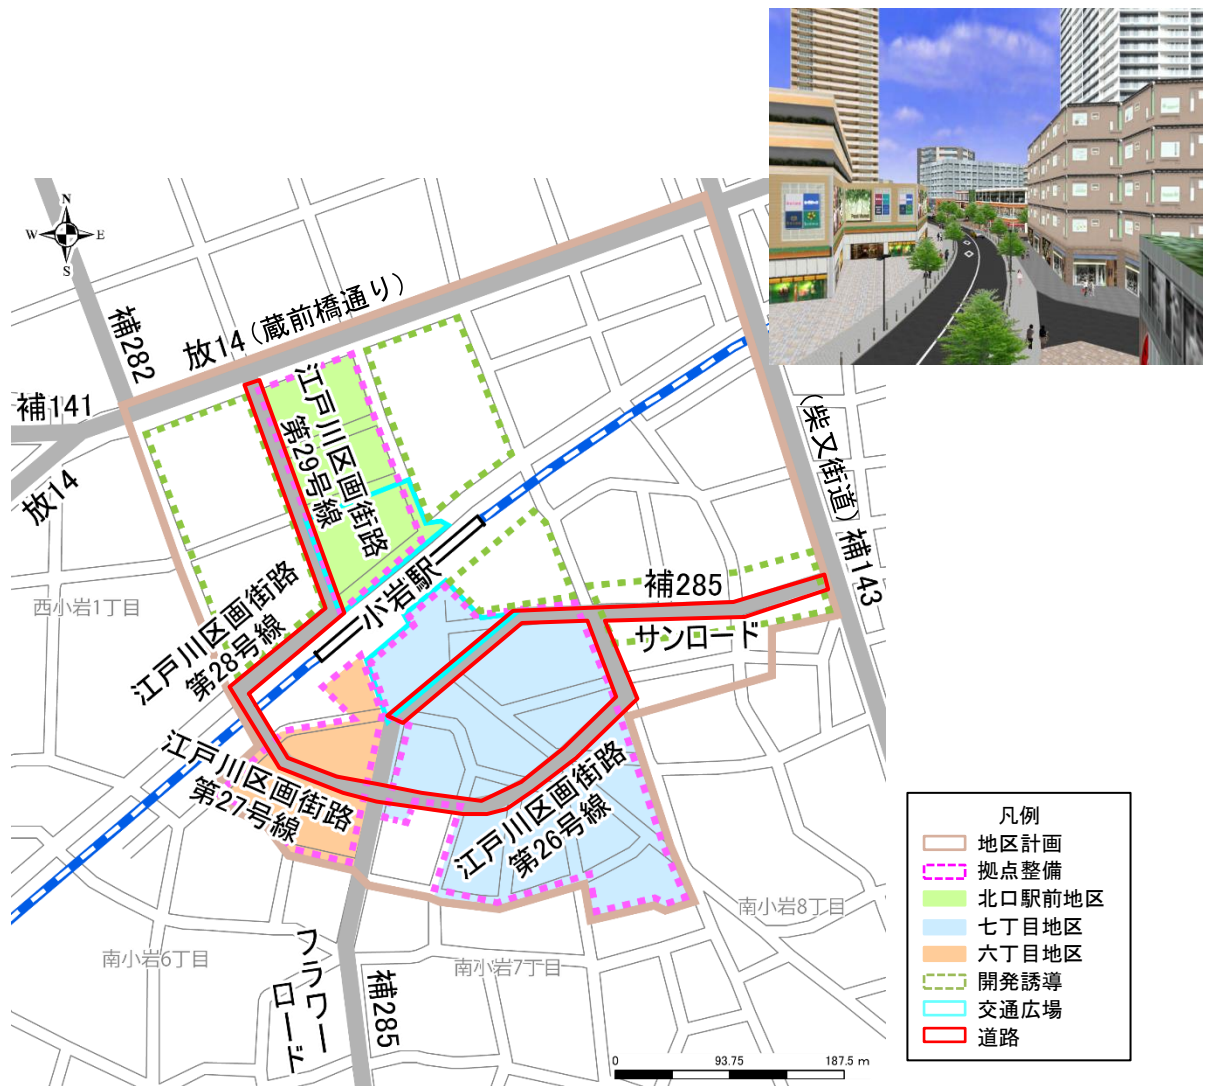 N
W
E
S
補282
放14（蔵前橋通り）
補141
放14
江戸川区画街路
第29号線
（柴又街道）補143
小岩駅
補285
サンロード
西小岩1丁目
江戸川区画街路
第28号線
江戸川区画街路
第27号線
江戸川区画街路
第26号線
フラワー
ロード
補285
南小岩6丁目
南小岩7丁目
南小岩8丁目
凡例
地区計画
拠点整備
北口駅前地区
七丁目地区
六丁目地区
開発誘導
交通広場
道路
0
93.75
187.5 m